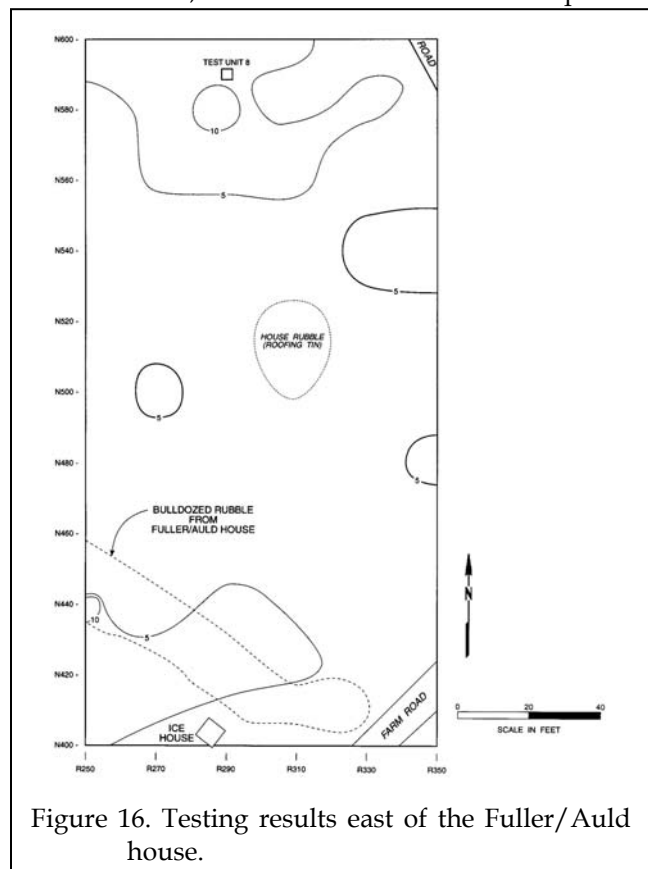 N600 -
TEST UNIT 8
ROAD
N580 -
10
N560 -
5
N540 -
5
N520 -
HOUSE RUBBLE
(ROOFING TIN)
N500 -
5
N480 -
5
N460 -
BULLDOZED RUBBLE
FROM
FULLER/AULD HOUSE
N
N440 -
10
5
N420 -
FARM ROAD
ICE
HOUSE
N400 -
0 20 40
SCALE IN FEET
R250 R270 R290 R310 R330 R350
Figure 16. Testing results east of the Fuller/Auld
house.